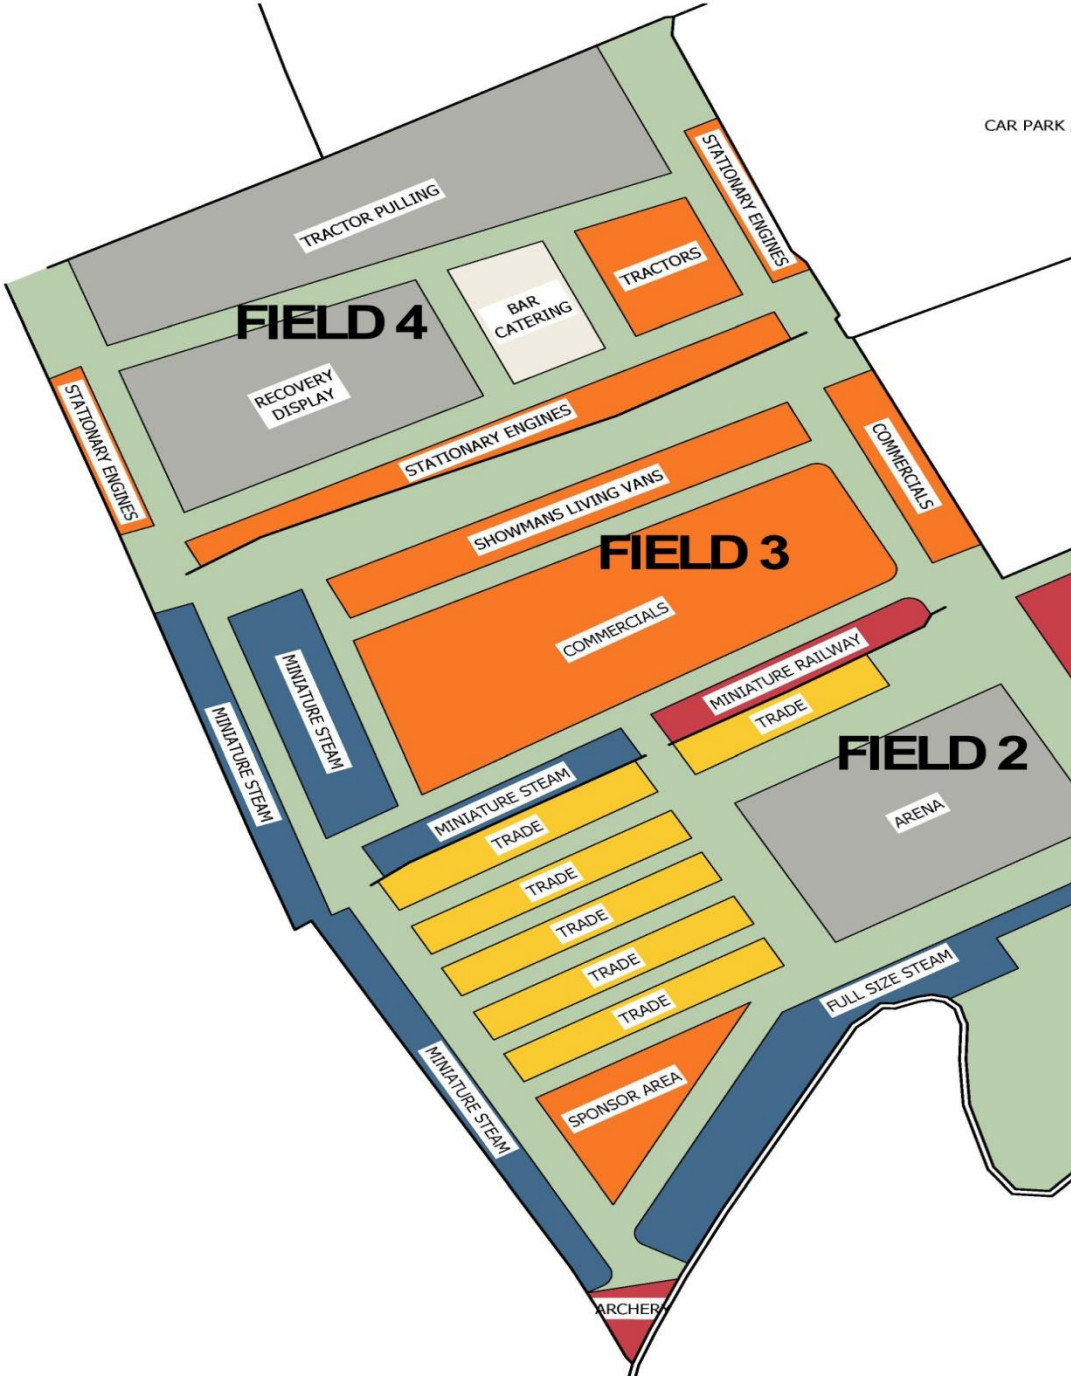 CAR PARK
STATIONARY ENGINES
TRACTOR PULLING
TRACTORS
BAR
CATERING
FIELD 4
RECOVERY
DISPLAY
STATIONARY ENGINES
STATIONARY ENGINES
COMMERCIALS
SHOWMANS LIVING VANS
FIELD 3
COMMERCIALS
MINIATURE RAILWAY
MINIATURE STEAM
MINIATURE STEAM
TRADE
FIELD 2
MINIATURE STEAM
ARENA
TRADE
TRADE
TRADE
TRADE
TRADE
FULL SIZE STEAM
MINIATURE STEAM
SPONSOR AREA
ARCHERY